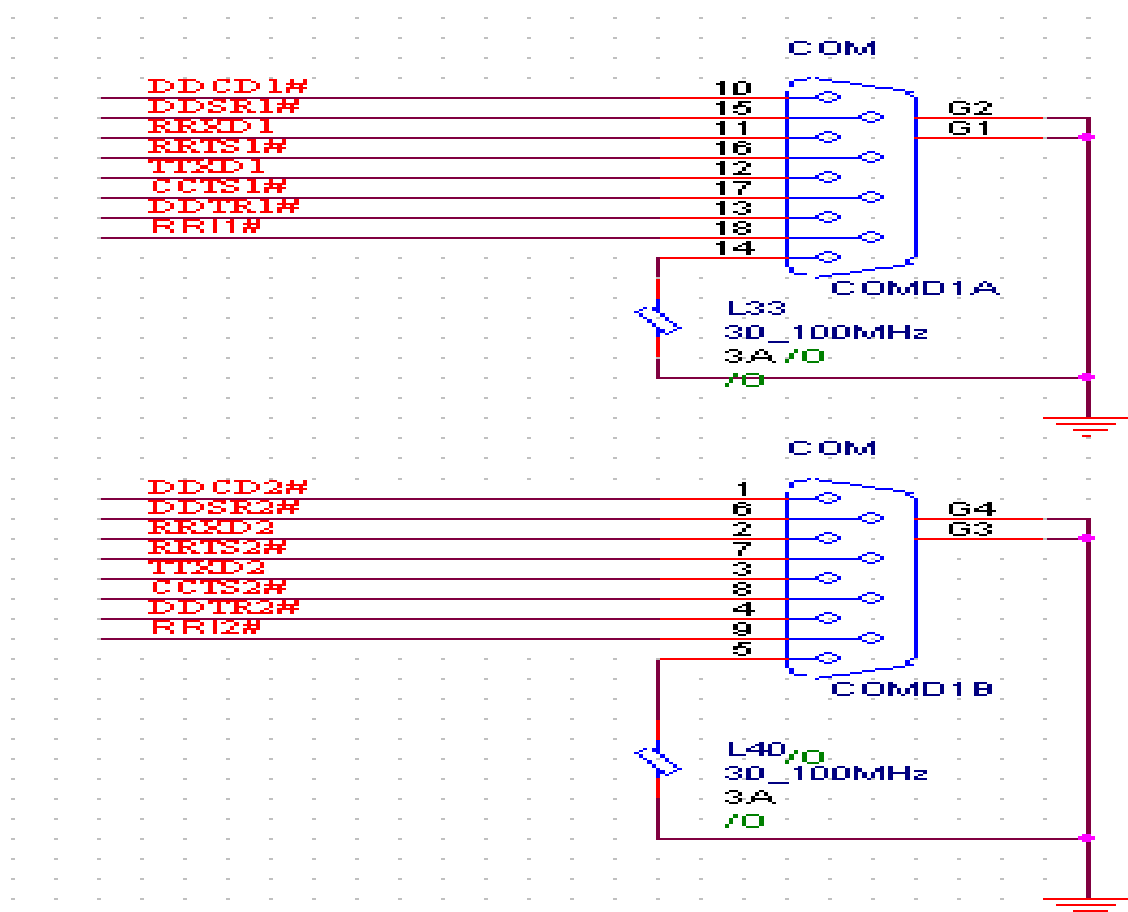 COM
DDCD1# 10
DDSR1# 15 G2
RRXD1 11 G1
RRTS1# 16
TTXD1 12
CCTS1# 17
DDTR1# 13
RRI1# 18
14
COMD1A
L33
30_100MHz
3A /O
/O
COM
DDCD2# 1
DDSR2# 6 G4
RRXD2 2 G3
RRTS2# 7
TTXD2 3
CCTS2# 8
DDTR2# 4
RRI2# 9
5
COMD1B
L40 /O
30_100MHz
3A
/O